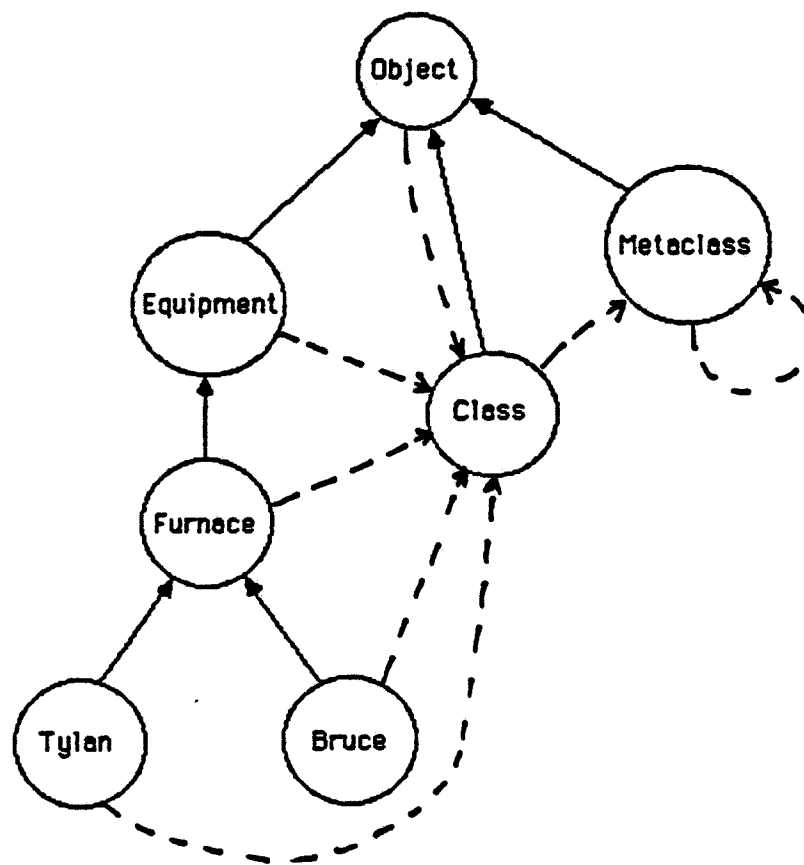 Object
Metaclass
Equipment
Class
Furnace
Tylan
Bruce